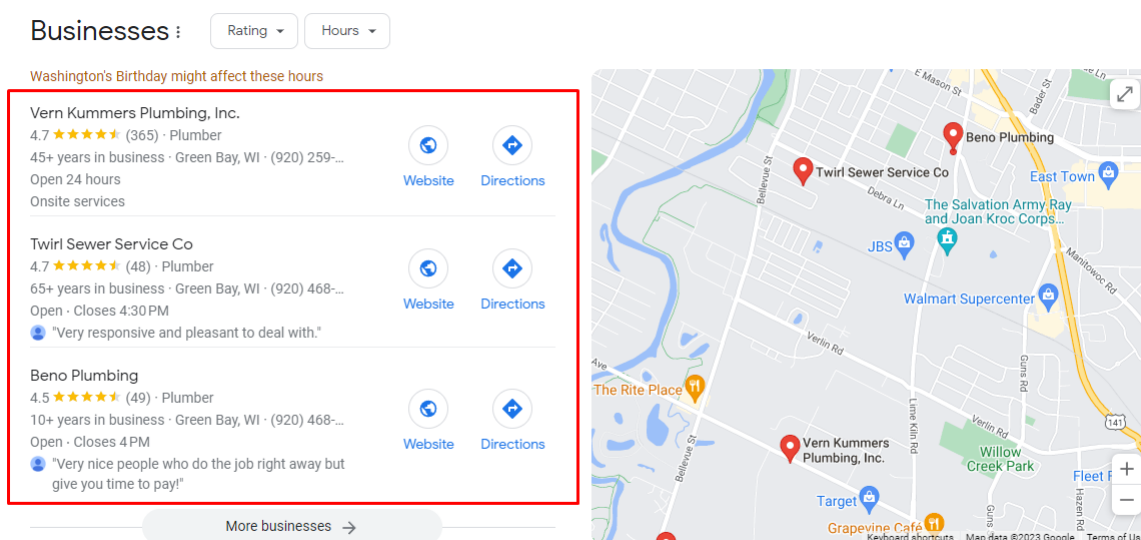 Businesses
Rating
Hours
Washington's Birthday might affect these hours
Vern Kummers Plumbing, Inc.
4.7 (365) · Plumber
45+ years in business · Green Bay, WI · (920) 259-...
Open 24 hours
Onsite services
Website
Directions
Twirl Sewer Service Co
4.7 (48) · Plumber
65+ years in business · Green Bay, WI · (920) 468-...
Open · Closes 4:30 PM
"Very responsive and pleasant to deal with."
Website
Directions
Beno Plumbing
4.5 (49) · Plumber
10+ years in business · Green Bay, WI · (920) 468-...
Open · Closes 4 PM
"Very nice people who do the job right away but
give you time to pay!"
Website
Directions
More businesses
E Mason St
Bader St
Beno Plumbing
Bellevue St
Twirl Sewer Service Co
East Town
Debra Ln
The Salvation Army Ray
and Joan Kroc Corps...
JBS
Manitowoc Rd
Walmart Supercenter
Verlin Rd
Ave
Guns Rd
The Rite Place
Lime Kiln Rd
Verlin Rd
141
Bellevue St
Vern Kummers
Plumbing, Inc.
Willow
Creek Park
Fleet F
Target
Hazen Rd
Guns
Grapevine Café
Keyboard shortcuts
Map data ©2023 Google
Terms of Us